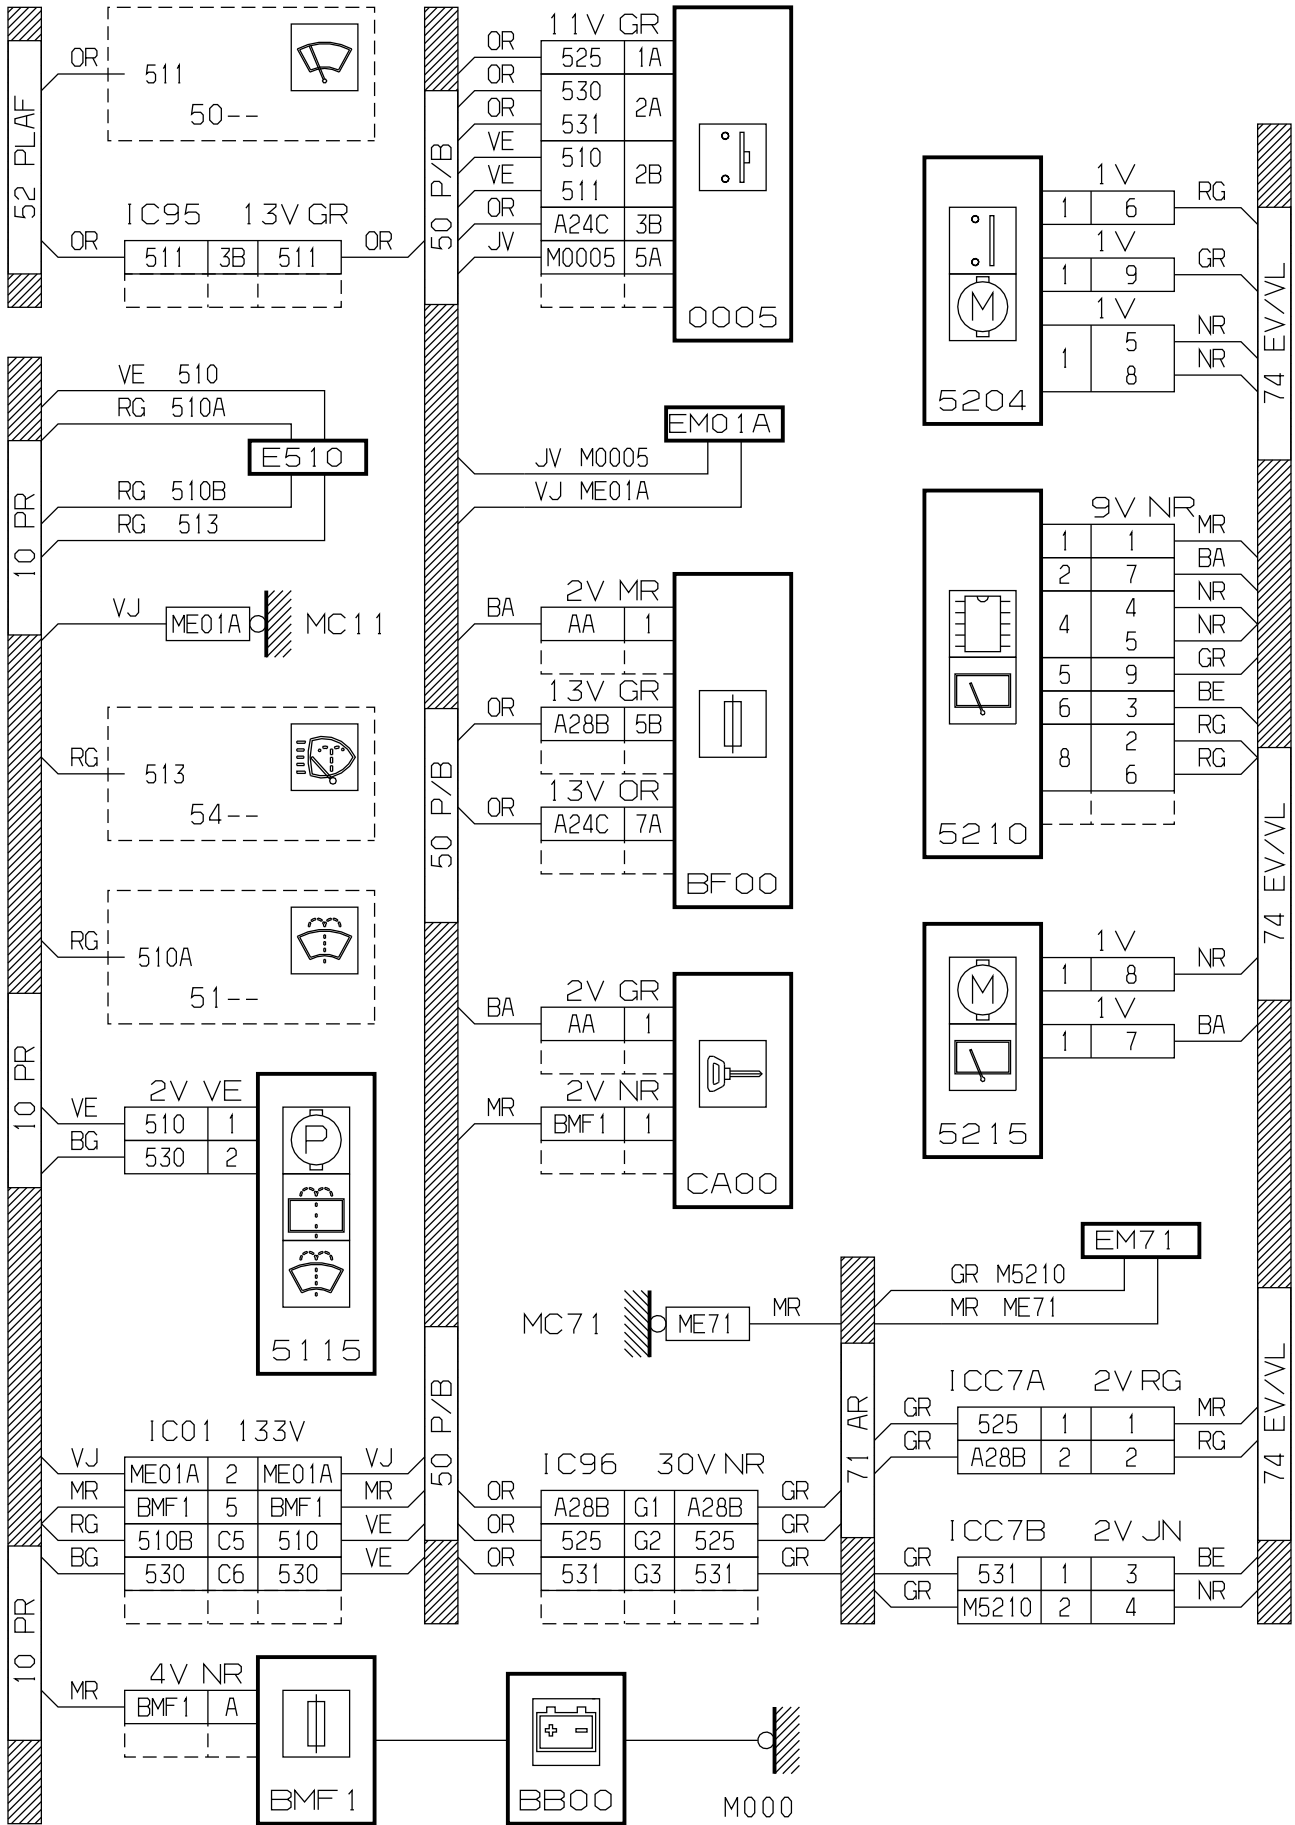 52 PLAF
OR
511
50--
IC95 13V GR
OR 511 3B 511 OR
10 PR
VE 510
RG 510A
E510
RG 510B
RG 513
VJ ME01A MC11
RG 513
54--
RG 510A
51--
10 PR
2V VE
VE 510 1
BG 530 2
P
5115
IC01 133V
VJ ME01A 2 ME01A VJ
MR BMF1 5 BMF1 MR
RG 510B C5 510 VE
BG 530 C6 530 VE
10 PR
4V NR
MR BMF1 A
BMF1
BB00
M000
50 P/B
11V GR
OR 525 1A
OR 530 2A
OR 531
VE 510 2B
VE 511
OR A24C 3B
JV M0005 5A
0005
EM01A
JV M0005
VJ ME01A
50 P/B
2V MR
BA AA 1
13V GR
OR A28B 5B
13V OR
OR A24C 7A
BF00
2V GR
BA AA 1
2V NR
MR BMF1 1
CA00
50 P/B
MC71 ME71 MR
IC96 30V NR
OR A28B G1 A28B GR
OR 525 G2 525 GR
OR 531 G3 531 GR
71 AR
EM71
GR M5210
MR ME71
ICC7A 2V RG
GR 525 1 1 MR
GR A28B 2 2 RG
ICC7B 2V JN
GR 531 1 3 BE
GR M5210 2 4 NR
74 EV/VL
1V
1 6 RG
1V
1 9 GR
1V
1 5 NR
8 NR
M
5204
9V NR
1 1 MR
2 7 BA
4 4 NR
5 NR
5 9 GR
6 3 BE
8 2 RG
6 RG
5210
74 EV/VL
1V
1 8 NR
1V
1 7 BA
M
5215
74 EV/VL